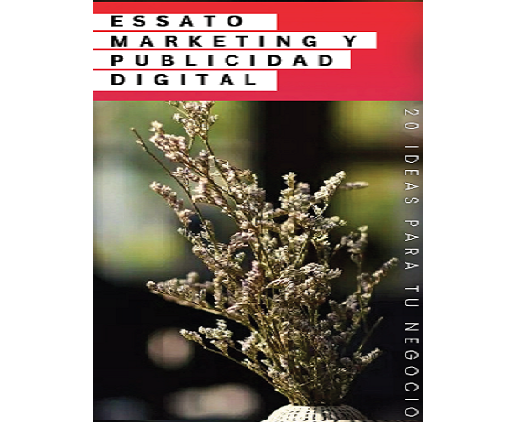 ESSATO
MARKETING Y
PUBLICIDAD
DIGITAL
20 IDEAS PARA TU NEGOCIO